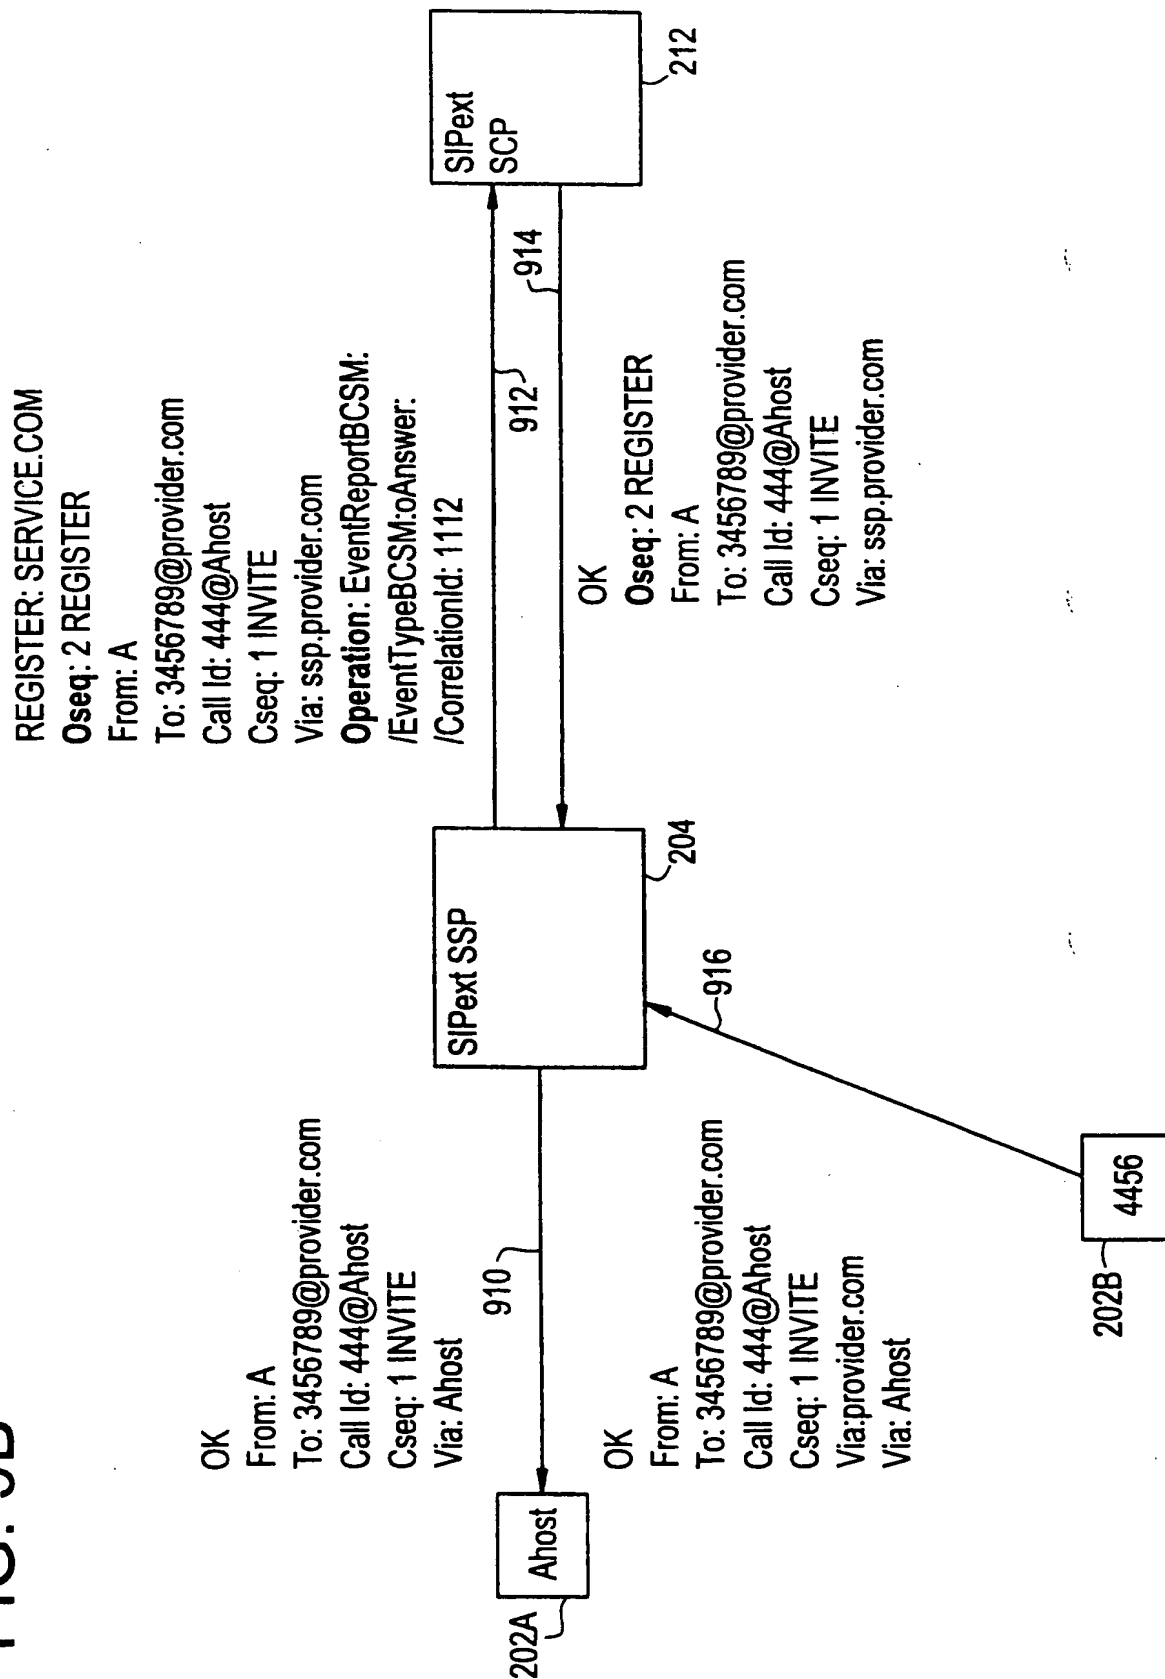 FIG. 9B
REGISTER: SERVICE.COM
Oseq: 2 REGISTER
From: A
To: 3456789@provider.com
Call Id: 444@Ahost
Cseq: 1 INVITE
Via: ssp.provider.com
Operation: EventReportBCSM:
/EventTypeBCSM:oAnswer:
/CorrelationId: 1112
OK
From: A
To: 3456789@provider.com
Call Id: 444@Ahost
Cseq: 1 INVITE
Via: Ahost
910
912
914
SIPext
SCP
212
SIPext SSP
204
Ahost
202A
OK
Oseq: 2 REGISTER
From: A
To: 3456789@provider.com
Call Id: 444@Ahost
Cseq: 1 INVITE
Via: ssp.provider.com
OK
From: A
To: 3456789@provider.com
Call Id: 444@Ahost
Cseq: 1 INVITE
Via:provider.com
Via: Ahost
916
4456
202B